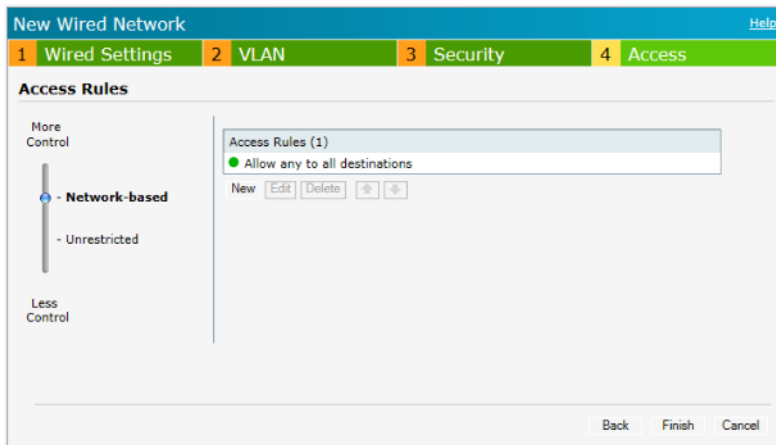 New Wired Network
Help
1 Wired Settings 2 VLAN 3 Security 4 Access
Access Rules
More
Control
- Network-based
- Unrestricted
Less
Control
Access Rules (1)
Allow any to all destinations
New Edit Delete
Back Finish Cancel